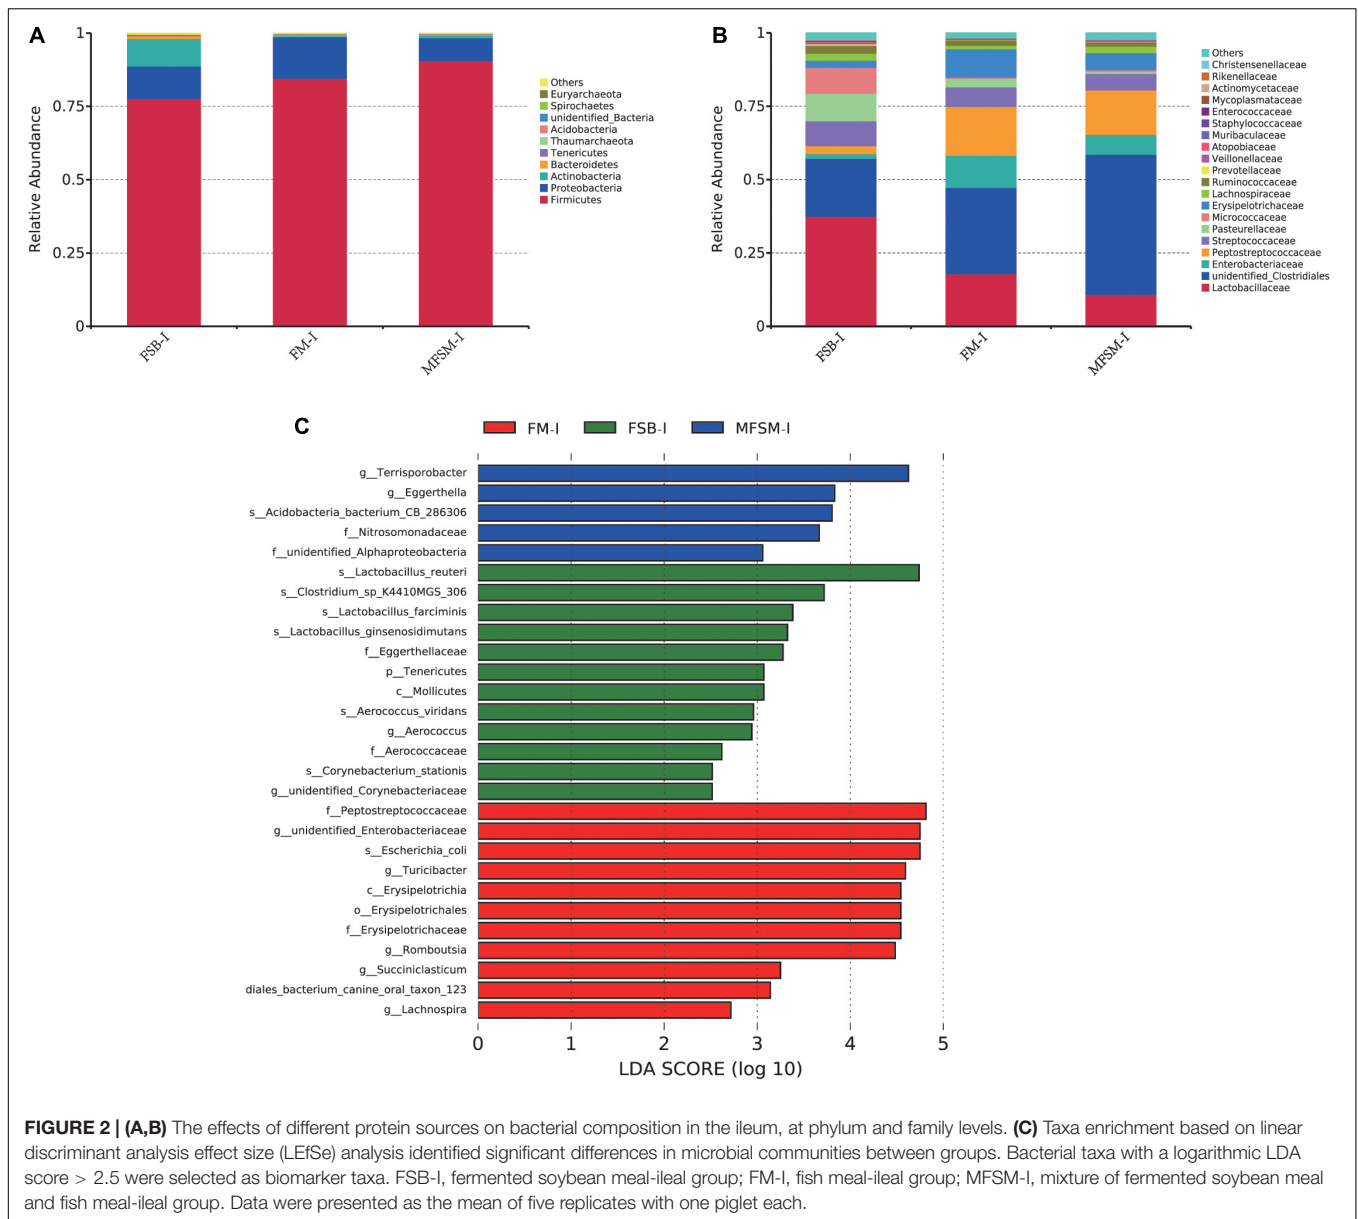 A
1
0.75
0.5
0.25
0
Relative Abundance
FSB-I
FM-I
MFSM-I
Others
Euryarchaeota
Spirochaetes
unidentified_Bacteria
Acidobacteria
Thaumarchaeota
Tenericutes
Bacteroidetes
Actinobacteria
Proteobacteria
Firmicutes
B
1
0.75
0.5
0.25
0
Relative Abundance
FSB-I
FM-I
MFSM-I
Others
Christensenellaceae
Rikenellaceae
Actinomycetaceae
Mycoplasmataceae
Enterococcaceae
Staphylococcaceae
Muribaculaceae
Atopobiaceae
Veillonellaceae
Prevotellaceae
Ruminococcaceae
Lachnospiraceae
Erysipelotrichaceae
Micrococcaceae
Pasteurellaceae
Streptococcaceae
Peptostreptococcaceae
Enterobacteriaceae
unidentified_Clostridiales
Lactobacillaceae
C
FM-I FSB-I MFSM-I
g__Terrisporobacter
g__Eggerthella
s__Acidobacteria_bacterium_CB_286306
f__Nitrosomonadaceae
f__unidentified_Alphaproteobacteria
s__Lactobacillus_reuteri
s__Clostridium_sp_K4410MGS_306
s__Lactobacillus_farciminis
s__Lactobacillus_ginsenosidimutans
f__Eggerthellaceae
p__Tenericutes
c__Mollicutes
s__Aerococcus_viridans
g__Aerococcus
f__Aerococcaceae
s__Corynebacterium_stationis
g__unidentified_Corynebacteriaceae
f__Peptostreptococcaceae
g__unidentified_Enterobacteriaceae
s__Escherichia_coli
g__Turicibacter
c__Erysipelotrichia
o__Erysipelotrichales
f__Erysipelotrichaceae
g__Romboutsia
g__Succiniclasticum
diales_bacterium_canine_oral_taxon_123
g__Lachnospira
0 1 2 3 4 5
LDA SCORE (log 10)
FIGURE 2 | (A,B) The effects of different protein sources on bacterial composition in the ileum, at phylum and family levels. (C) Taxa enrichment based on linear
discriminant analysis effect size (LEfSe) analysis identified significant differences in microbial communities between groups. Bacterial taxa with a logarithmic LDA
score > 2.5 were selected as biomarker taxa. FSB-I, fermented soybean meal-ileal group; FM-I, fish meal-ileal group; MFSM-I, mixture of fermented soybean meal
and fish meal-ileal group. Data were presented as the mean of five replicates with one piglet each.